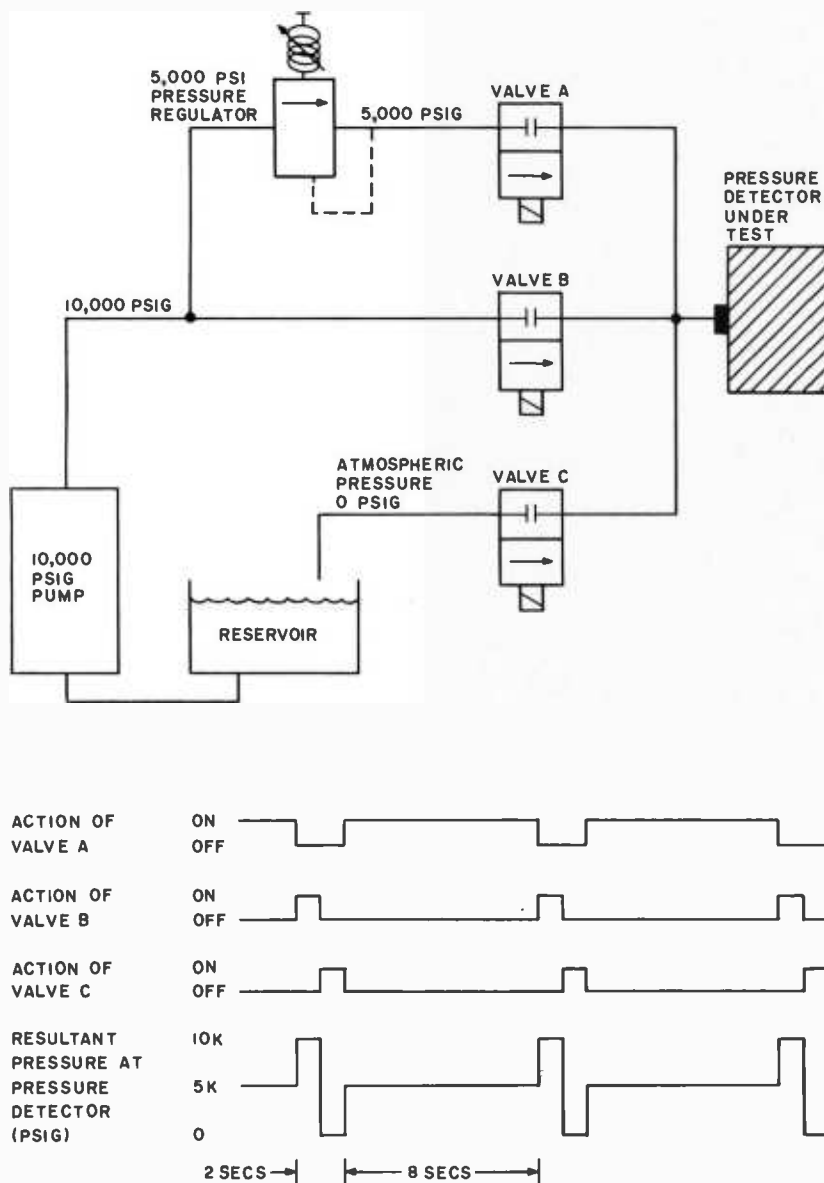 5,000 PSI
PRESSURE
REGULATOR
5,000 PSIG
VALVE A
PRESSURE
DETECTOR
UNDER
TEST
10,000 PSIG
VALVE B
ATMOSPHERIC
PRESSURE
0 PSIG
VALVE C
10,000
PSIG
PUMP
RESERVOIR
ACTION OF ON
VALVE A OFF
ACTION OF ON
VALVE B OFF
ACTION OF ON
VALVE C OFF
RESULTANT 10K
PRESSURE AT
PRESSURE 5K
DETECTOR
(PSIG) 0
2 SECS 8 SECS